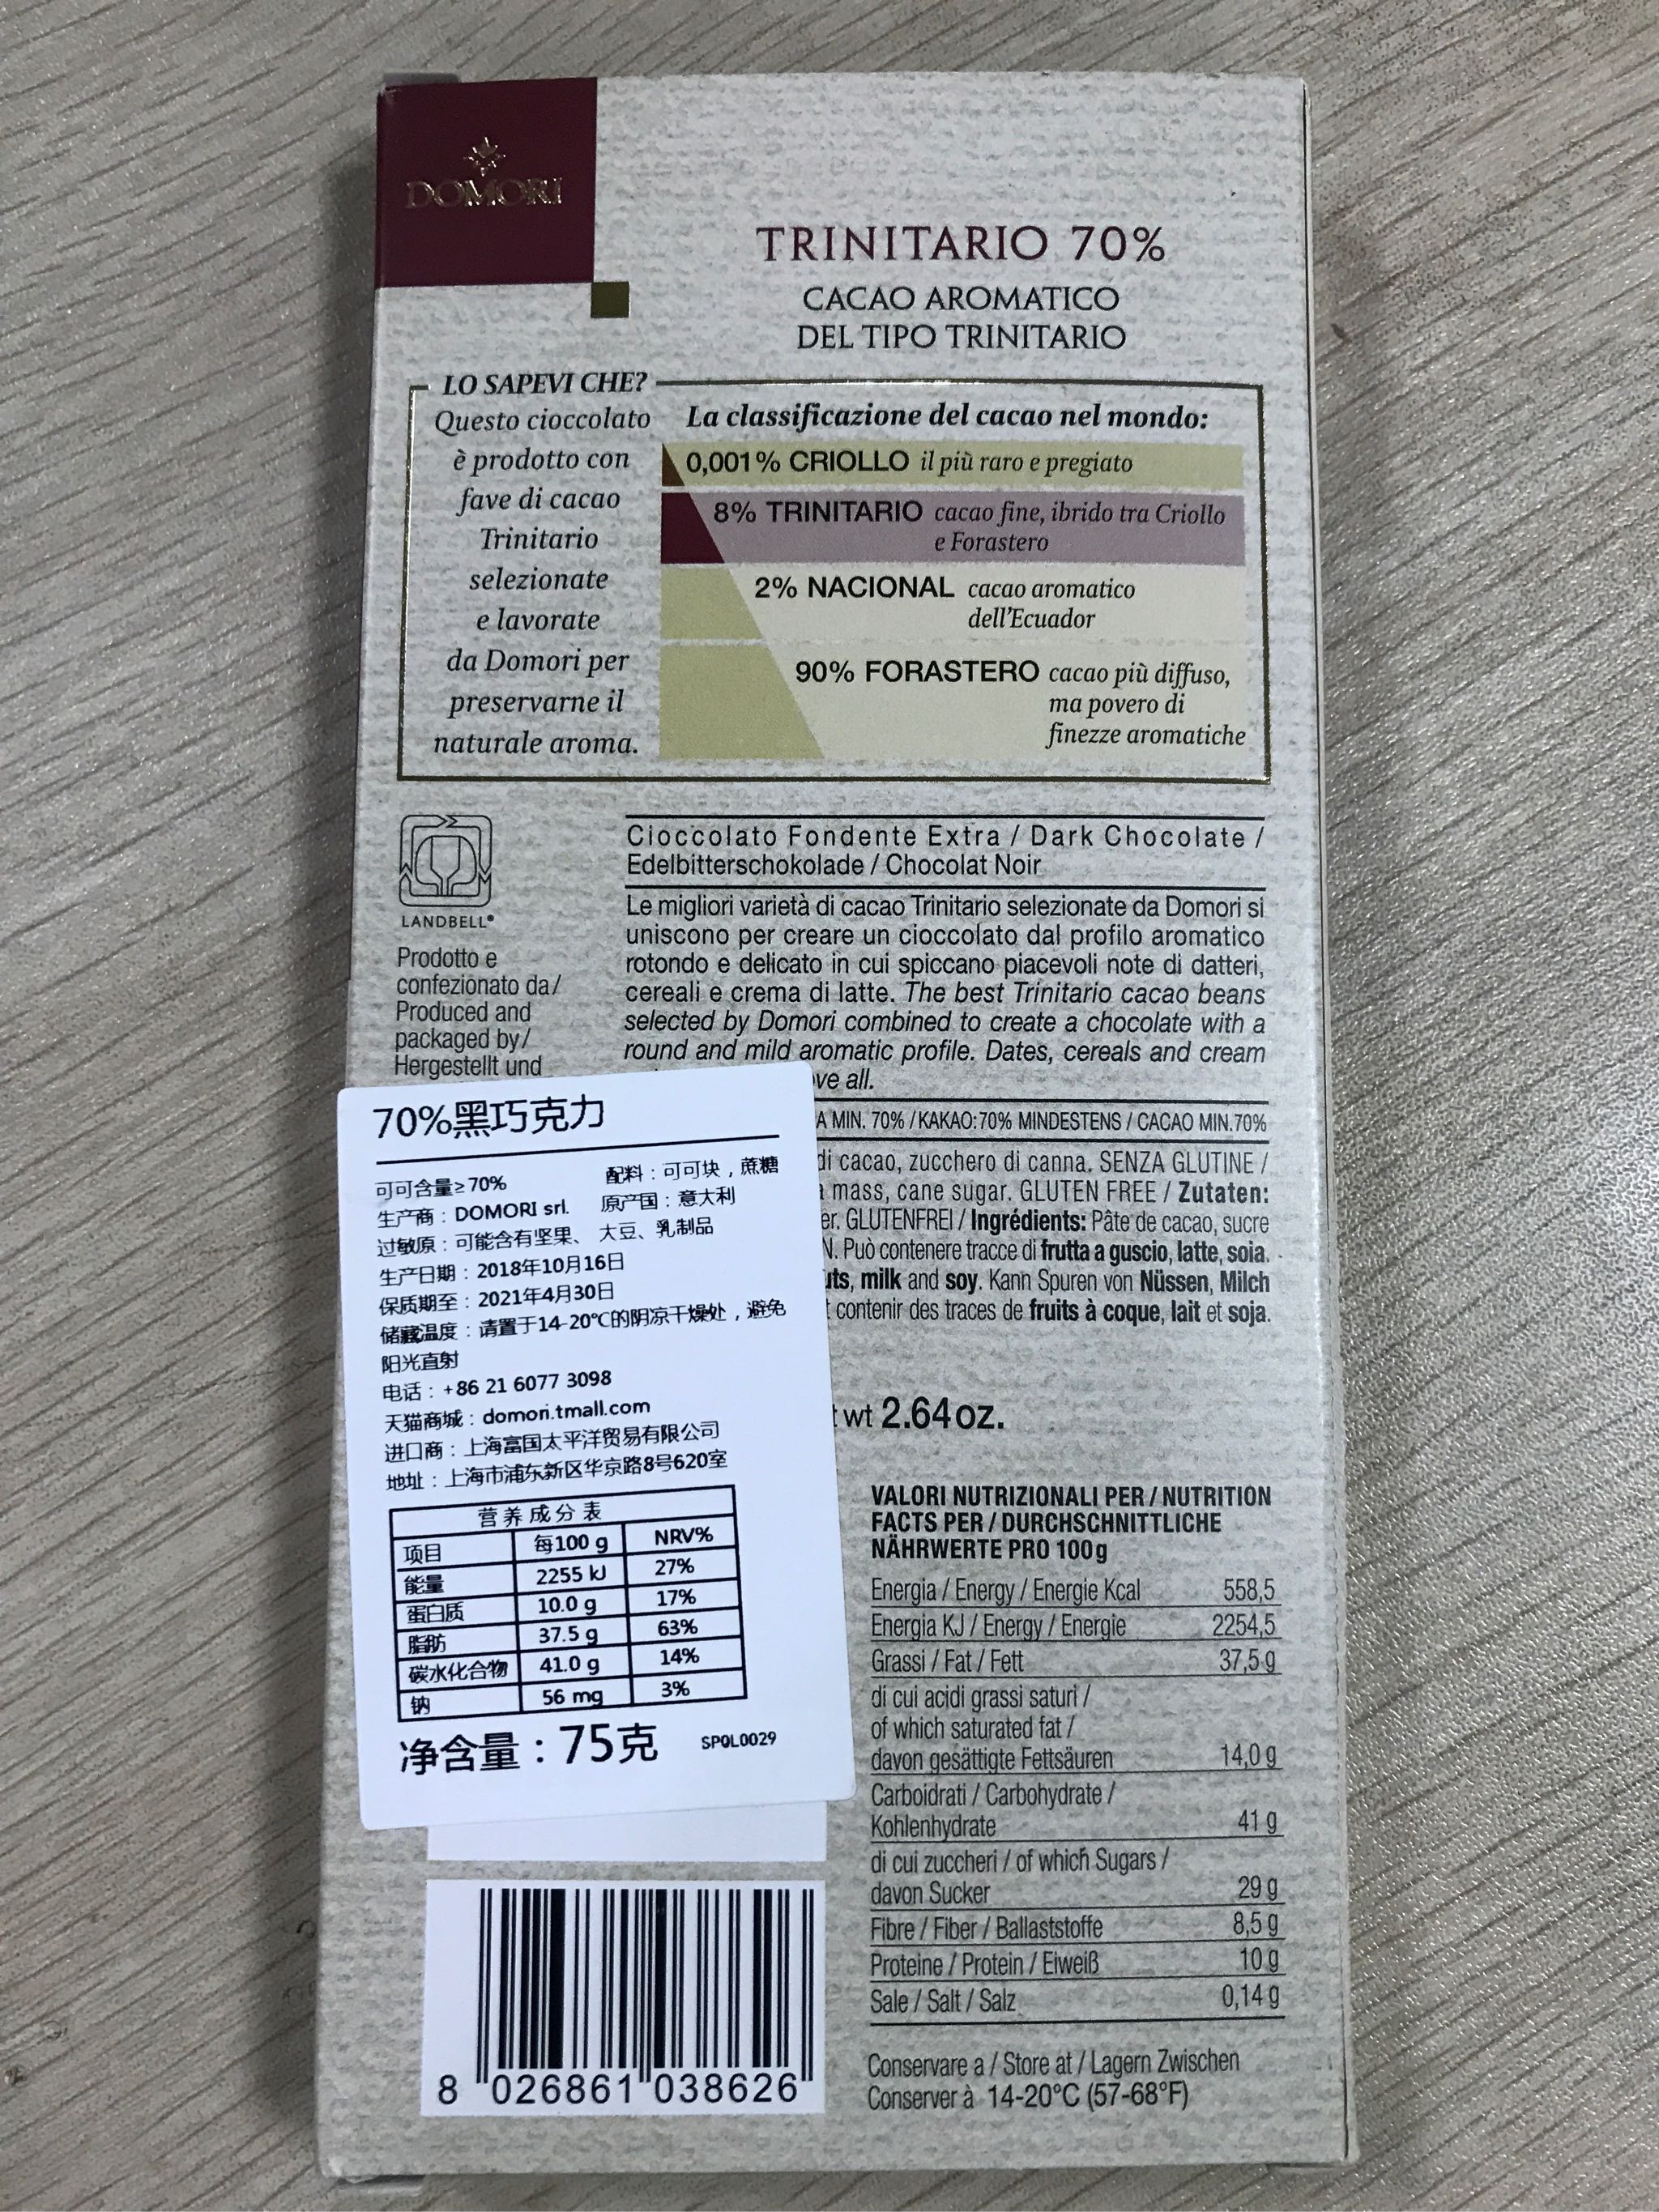 DOMORI
TRINITARIO 70%
CACAO AROMATICO
DEL TIPO TRINITARIO
LO SAPEVI CHE?
Questo cioccolato
è prodotto con
fave di cacao
Trinitario
selezionate
e lavorate
da Domori per
preservarne il
naturale aroma.
La classificazione del cacao nel mondo:
0,001% CRIOLLO il più raro e pregiato
8% TRINITARIO cacao fine, ibrido tra Criollo
e Forastero
2% NACIONAL cacao aromatico
dell'Ecuador
90% FORASTERO cacao più diffuso,
ma povero di
finezze aromatiche
LANDBELL®
Prodotto e
confezionato da/
Produced and
packaged by/
Hergestellt und
Cioccolato Fondente Extra / Dark Chocolate /
Edelbitterschokolade / Chocolat Noir
Le migliori varietà di cacao Trinitario selezionate da Domori si
uniscono per creare un cioccolato dal profilo aromatico
rotondo e delicato in cui spiccano piacevoli note di datteri,
cereali e crema di latte. The best Trinitario cacao beans
selected by Domori combined to create a chocolate with a
round and mild aromatic profile. Dates, cereals and cream
all.
MIN. 70% / KAKAO:70% MINDESTENS / CACAO MIN.70%
di cacao, zucchero di canna. SENZA GLUTINE /
mass, cane sugar. GLUTEN FREE / Zutaten:
GLUTENFREI / Ingrédients: Pâte de cacao, sucre
Può contenere tracce di frutta a guscio, latte, soia.
milk and soy. Kann Spuren von Nüssen, Milch
contenir des traces de fruits à coque, lait et soja.
wt 2.64oz.
VALORI NUTRIZIONALI PER / NUTRITION
FACTS PER / DURCHSCHNITTLICHE
NÄHRWERTE PRO 100g
Energia / Energy / Energie Kcal 558,5
Energia KJ / Energy / Energie 2254,5
Grassi / Fat / Fett 37,5 g
di cui acidi grassi saturi /
of which saturated fat /
davon gesättigte Fettsäuren 14,0 g
Carboidrati / Carbohydrate /
Kohlenhydrate 41 g
di cui zuccheri / of which Sugars /
davon Sucker 29 g
Fibre / Fiber / Ballaststoffe 8,5 g
Proteine / Protein / Eiweiß 10 g
Sale / Salt / Salz 0,14 g
Conservare a / Store at / Lagern Zwischen
Conserver à 14-20°C (57-68°F)
70%黑巧克力
可可含量≥70% 配料：可可块，蔗糖
生产商：DOMORI srl. 原产国：意大利
过敏原：可能含有坚果、大豆、乳制品
生产日期：2018年10月16日
保质期至：2021年4月30日
储藏温度：请置于14-20℃的阴凉干燥处，避免
阳光直射
电话：+86 21 6077 3098
天猫商城：domori.tmall.com
进口商：上海富国太平洋贸易有限公司
地址：上海市浦东新区华京路8号620室
营养成分表
项目 每100 g NRV%
能量 2255 kJ 27%
蛋白质 10.0 g 17%
脂肪 37.5 g 63%
碳水化合物 41.0 g 14%
钠 56 mg 3%
净含量：75克 SPOL0029
8 026861 038626